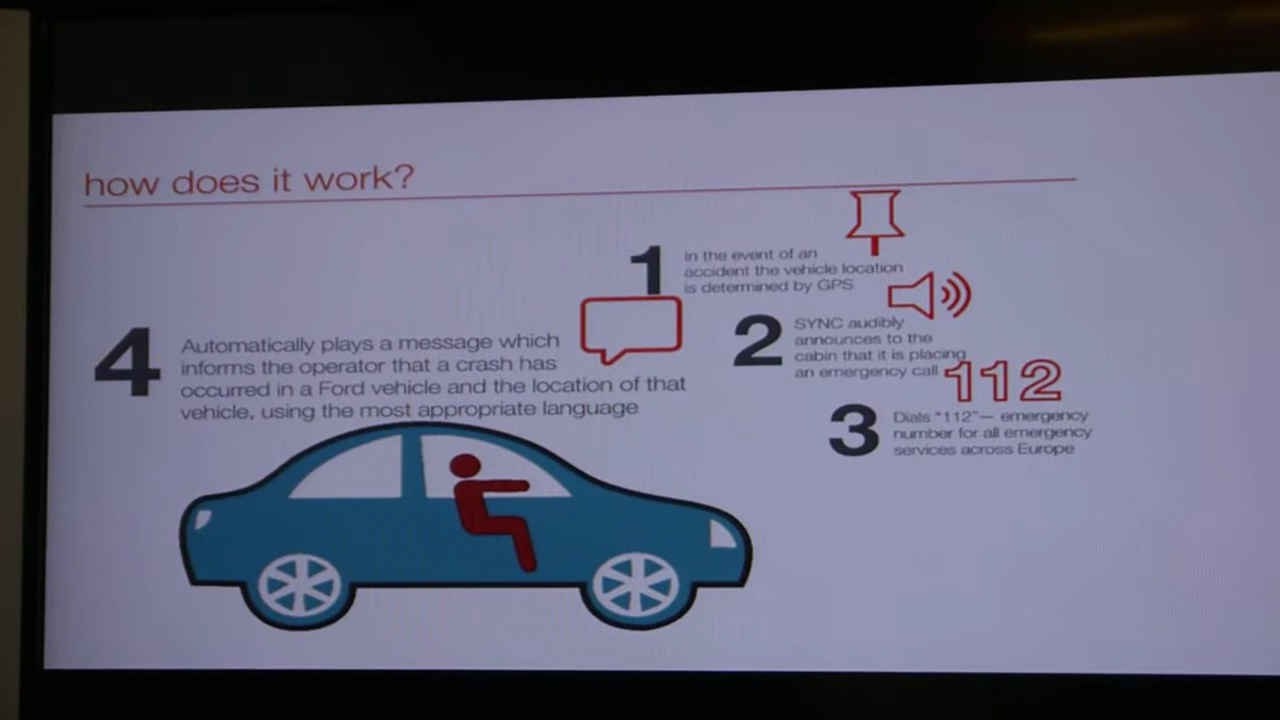 how does it work?
1
In the event of an
accident the vehicle location
is determined by GPS
2
SYNC audibly
announces to the
cabin that it is placing
an emergency call
112
3
Dials "112"— emergency
number for all emergency
services across Europe
4
Automatically plays a message which
informs the operator that a crash has
occurred in a Ford vehicle and the location of that
vehicle, using the most appropriate language